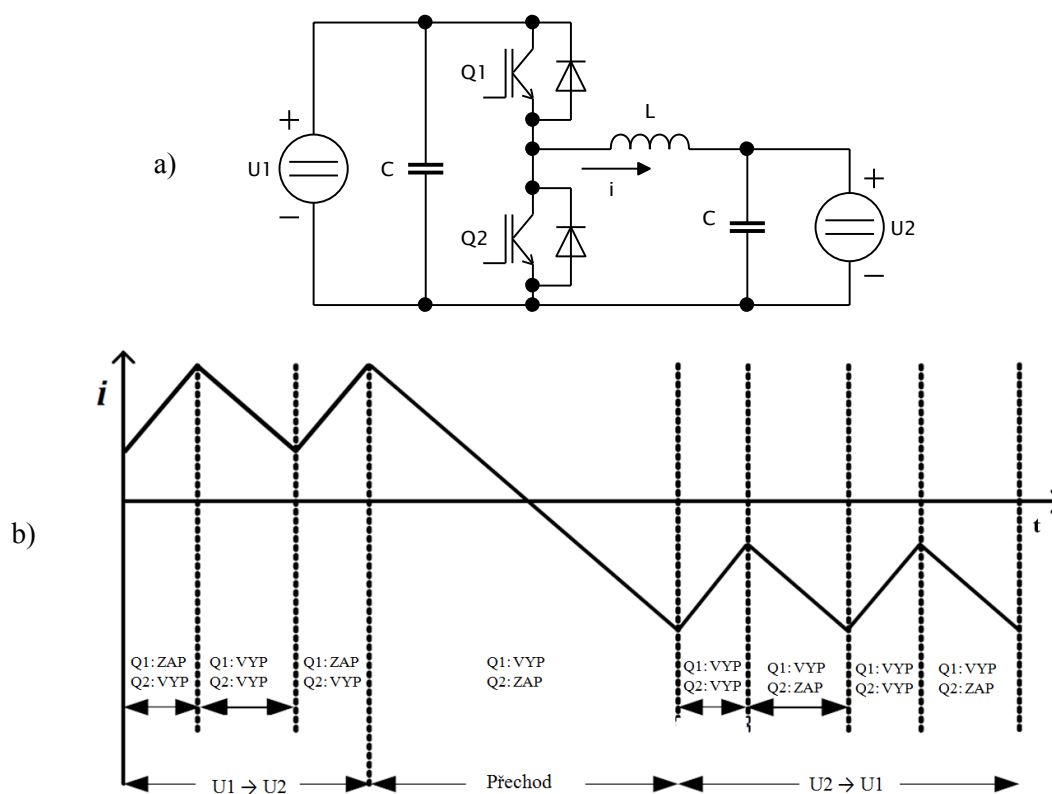 a)
+
U1
−
C
Q1
Q2
L
i
C
+
U2
−
b)
i
t
Q1: ZAP
Q2: VYP
Q1: VYP
Q2: VYP
Q1: ZAP
Q2: VYP
Q1: VYP
Q2: ZAP
Q1: VYP
Q2: VYP
Q1: VYP
Q2: ZAP
Q1: VYP
Q2: VYP
Q1: VYP
Q2: ZAP
U1 → U2
Přechod
U2 → U1